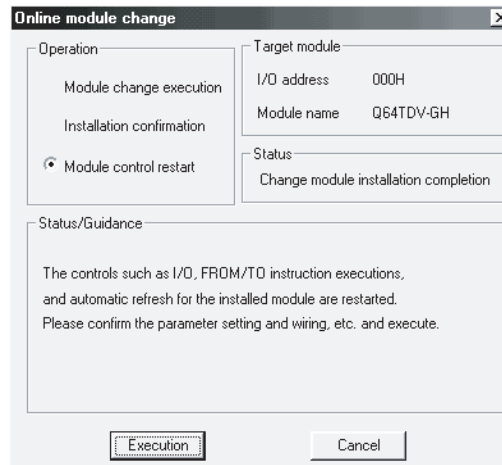 Online module change
Operation
Module change execution
Installation confirmation
Module control restart
Target module
I/O address 000H
Module name Q64TDV-GH
Status
Change module installation completion
Status/Guidance
The controls such as I/O, FROM/TO instruction executions,
and automatic refresh for the installed module are restarted.
Please confirm the parameter setting and wiring, etc. and execute.
Execution Cancel